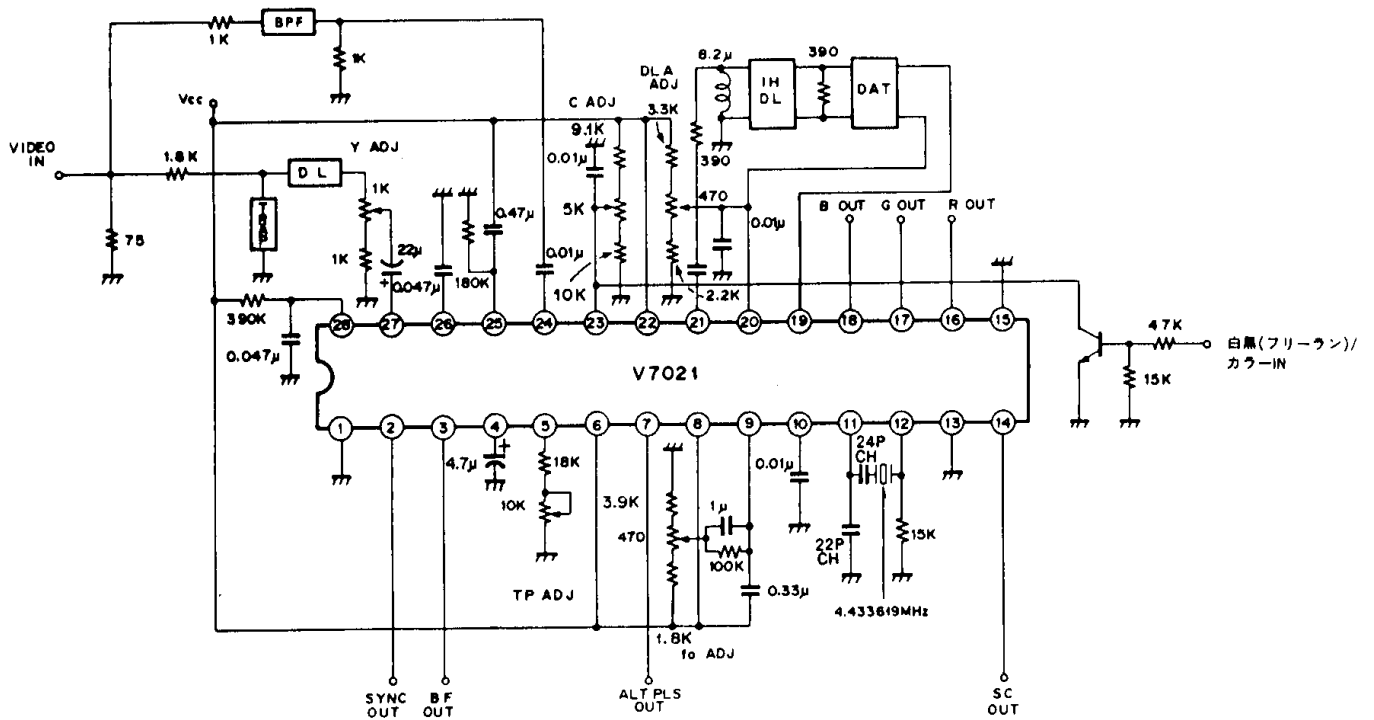 BPF
1K
1K
Vcc
VIDEO
IN
1.8K
DL
Y ADJ
1K
1K
TRAP
75
22μ
+
390K
0.047μ
0.047μ
180K
0.47μ
0.01μ
C ADJ
9.1K
0.01μ
5K
10K
DLA
ADJ
3.3K
470
2.2K
0.01μ
390
8.2μ
1H
DL
390
DAT
B OUT
G OUT
R OUT
28
27
26
25
24
23
22
21
20
19
18
17
16
15
V7021
47K
15K
白黒(フリーラン)/
カラーIN
1
2
3
4
5
6
7
8
9
10
11
12
13
14
4.7μ
+
18K
10K
TP ADJ
3.9K
470
1.8K
fo ADJ
1μ
100K
0.33μ
0.01μ
24P
CH
22P
CH
15K
4.433619MHz
SYNC
OUT
BF
OUT
ALT PLS
OUT
SC
OUT